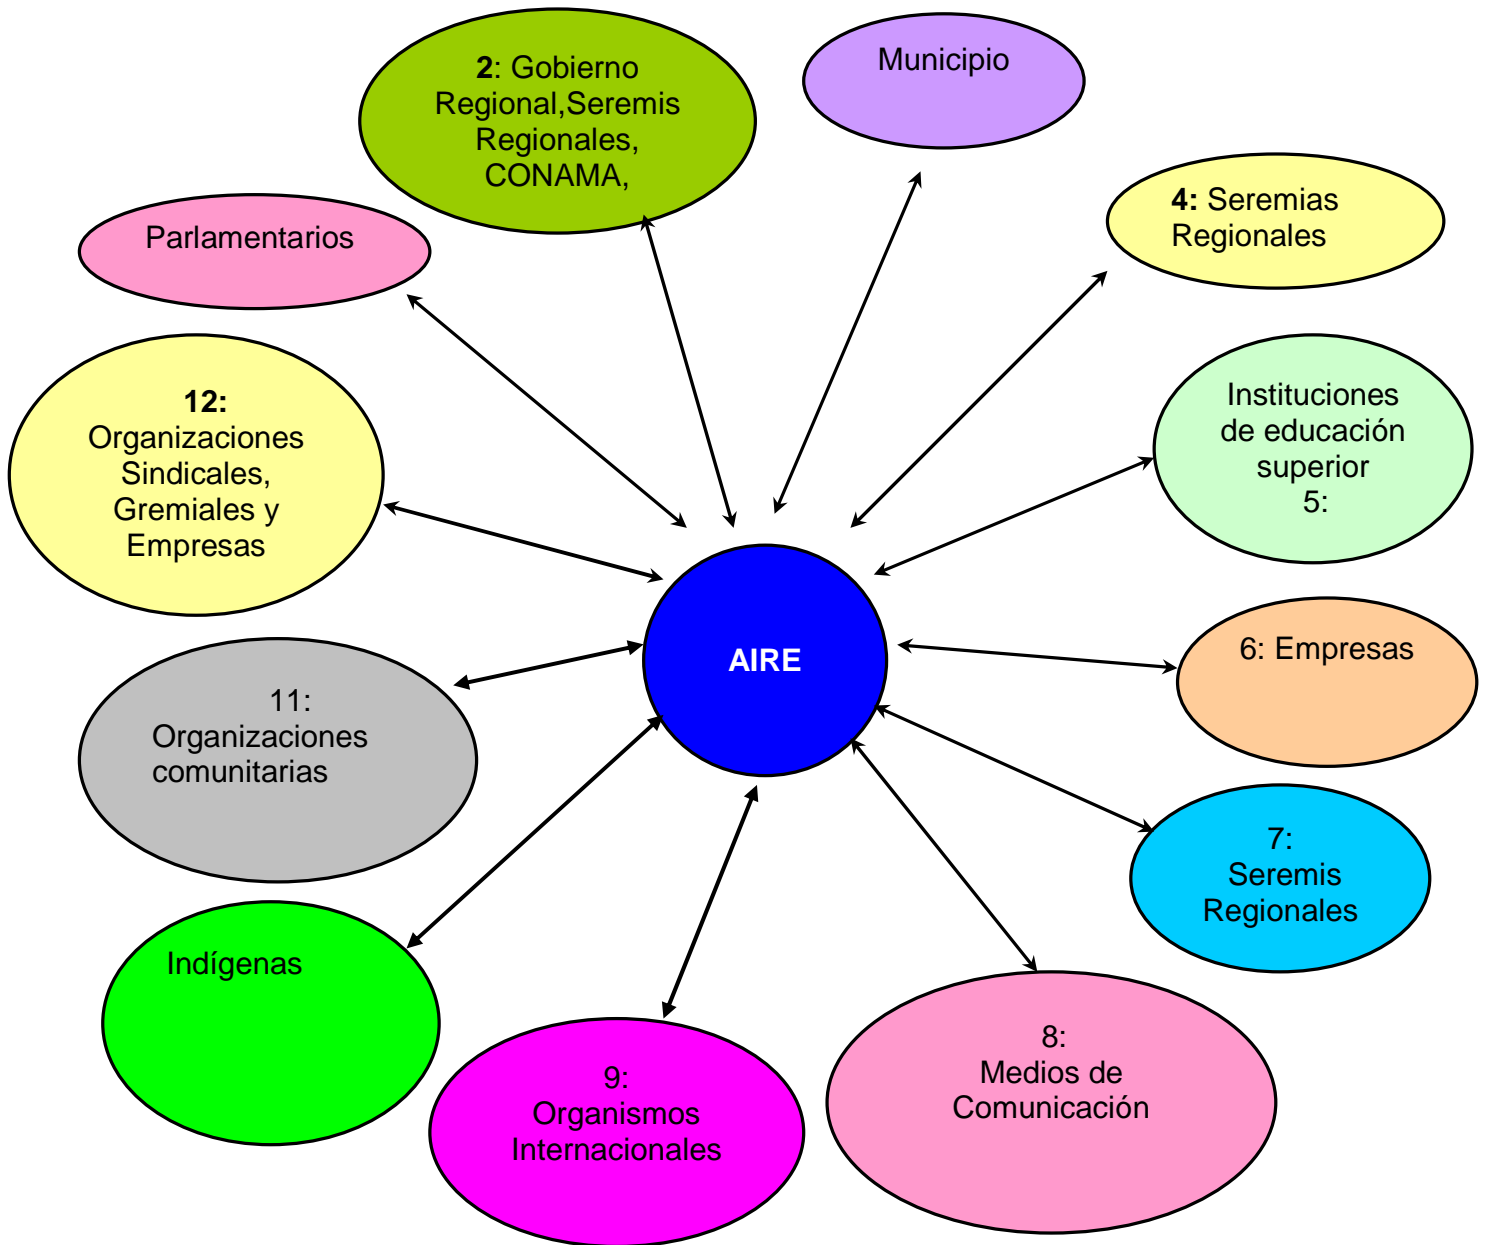 2: Gobierno
Regional,Seremis
Regionales,
CONAMA,
Municipio
4: Seremias
Regionales
Parlamentarios
12:
Organizaciones
Sindicales,
Gremiales y
Empresas
Instituciones
de educación
superior
5:
AIRE
6: Empresas
11:
Organizaciones
comunitarias
7:
Seremis
Regionales
Indígenas
9:
Organismos
Internacionales
8:
Medios de
Comunicación